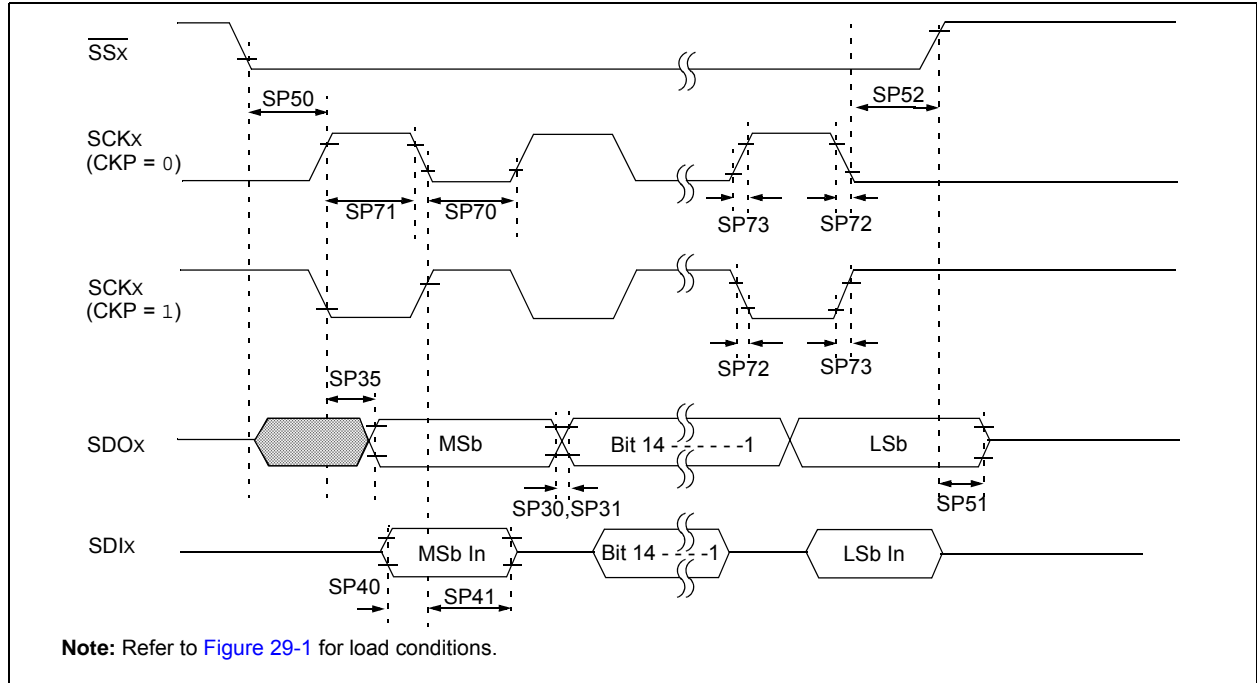 SSx
SP50
SP52
SCKx
(CKP = 0)
SP71
SP70
SP73
SP72
SCKx
(CKP = 1)
SP72
SP73
SP35
SDOx
MSb
Bit 14 - - - - - -1
LSb
SP30,SP31
SP51
SDIx
MSb In
Bit 14 - - - -1
LSb In
SP40
SP41
Note: Refer to Figure 29-1 for load conditions.